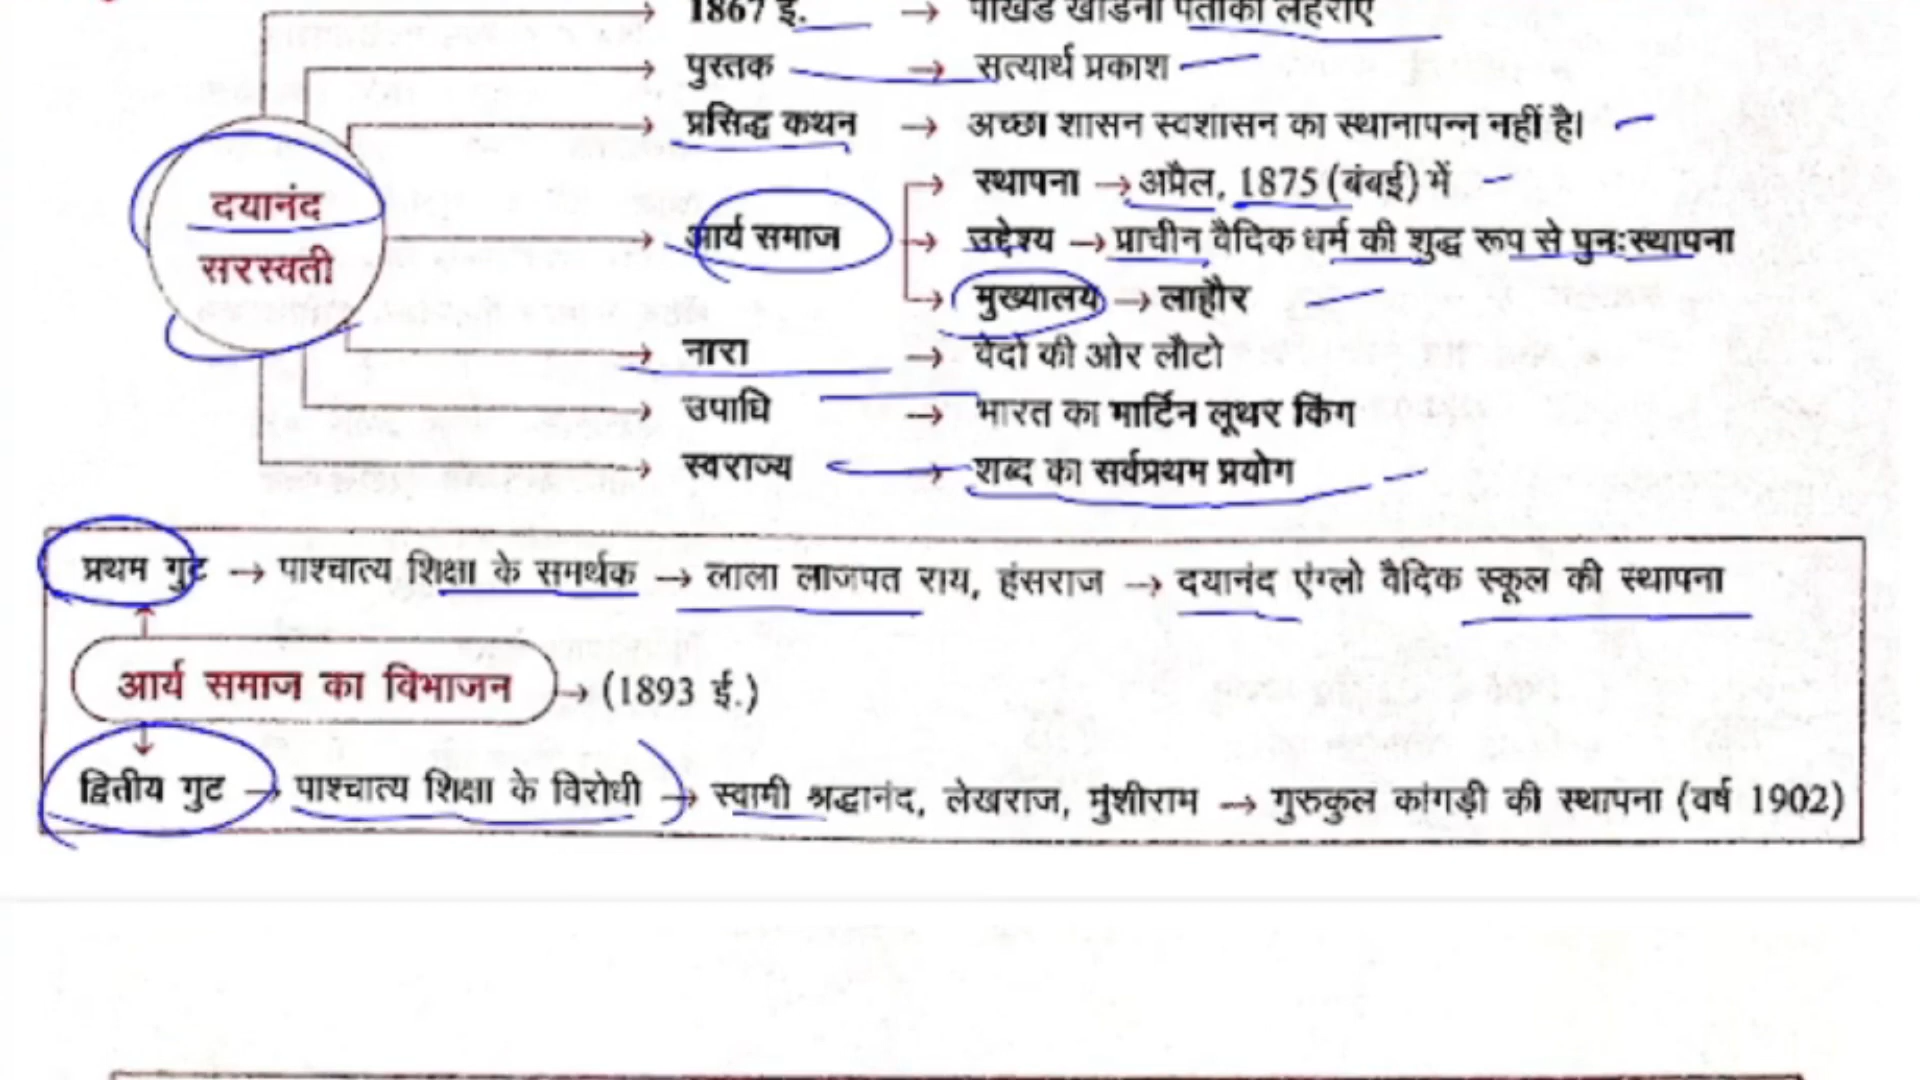 1867 ई. → पाखंड खंडिनी पताका लहराए
पुस्तक → सत्यार्थ प्रकाश
प्रसिद्ध कथन → अच्छा शासन स्वशासन का स्थानापन्न नहीं है।
दयानंद
सरस्वती
आर्य समाज
स्थापना → अप्रैल, 1875 (बंबई) में
उद्देश्य → प्राचीन वैदिक धर्म की शुद्ध रूप से पुनःस्थापना
मुख्यालय → लाहौर
नारा → वेदों की ओर लौटो
उपाधि → भारत का मार्टिन लूथर किंग
स्वराज्य → शब्द का सर्वप्रथम प्रयोग
प्रथम गुट → पाश्चात्य शिक्षा के समर्थक → लाला लाजपत राय, हंसराज → दयानंद एंग्लो वैदिक स्कूल की स्थापना
आर्य समाज का विभाजन → (1893 ई.)
द्वितीय गुट → पाश्चात्य शिक्षा के विरोधी → स्वामी श्रद्धानंद, लेखराज, मुंशीराम → गुरुकुल कांगड़ी की स्थापना (वर्ष 1902)